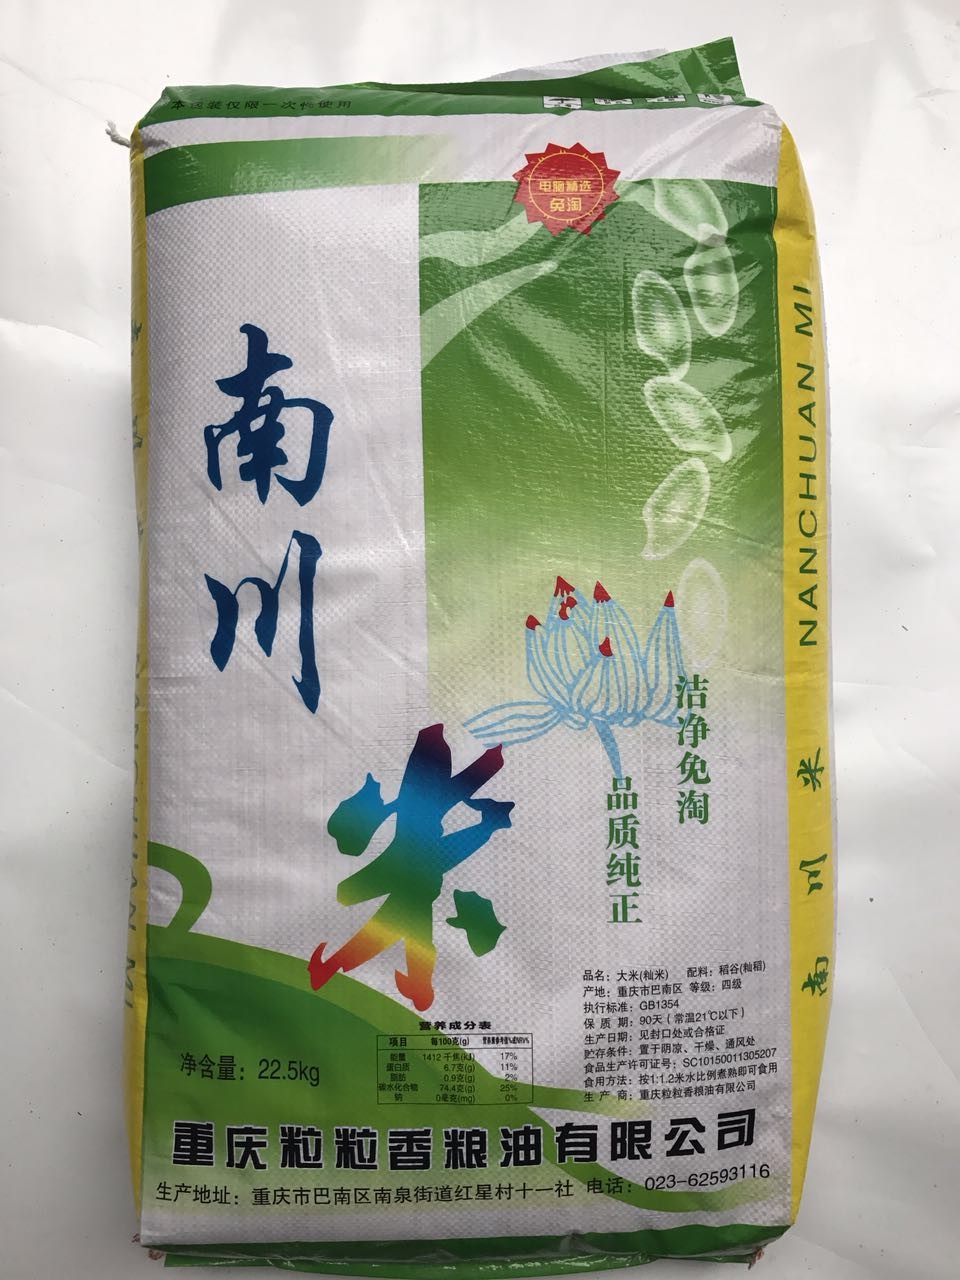 本包装仅限一次性使用
电脑精选
免淘
南川
米
洁净免淘
品质纯正
NANCHUAN MI
南川米
品名：大米(籼米) 配料：稻谷(籼稻)
产地：重庆市巴南区 等级：四级
执行标准：GB1354
保质期：90天（常温21℃以下）
生产日期：见封口处或合格证
贮存条件：置于阴凉、干燥、通风处
食品生产许可证号：SC10150011305207
食用方法：按1:1.2米水比例煮熟即可食用
生产商：重庆粒粒香粮油有限公司
营养成分表
项目 每100克(g) 营养素参考值%或NRV%
能量 1412千焦(kJ) 17%
蛋白质 6.7克(g) 11%
脂肪 0.9克(g) 2%
碳水化合物 74.4克(g) 25%
钠 0毫克(mg) 0%
净含量：22.5kg
重庆粒粒香粮油有限公司
生产地址：重庆市巴南区南泉街道红星村十一社 电话：023-62593116